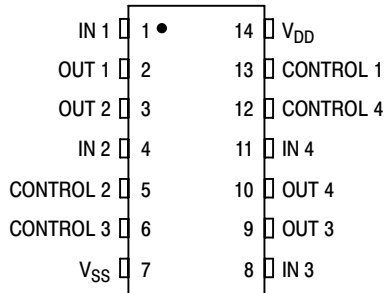 IN 1 1 14 V_DD
OUT 1 2 13 CONTROL 1
OUT 2 3 12 CONTROL 4
IN 2 4 11 IN 4
CONTROL 2 5 10 OUT 4
CONTROL 3 6 9 OUT 3
V_SS 7 8 IN 3